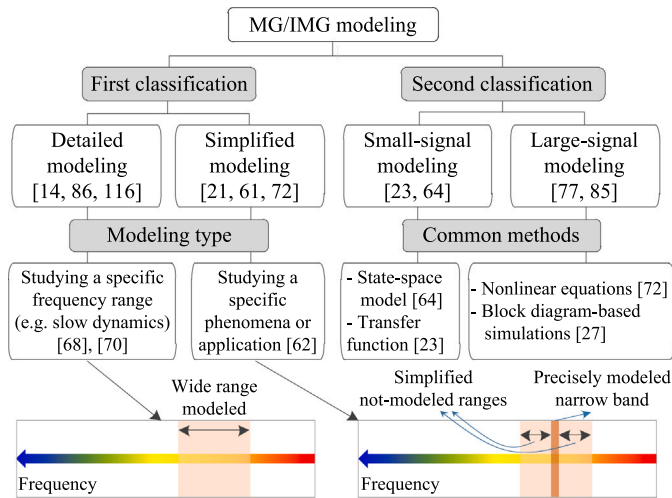 MG/IMG modeling
First classification
Second classification
Detailed
modeling
[14, 86, 116]
Simplified
modeling
[21, 61, 72]
Small-signal
modeling
[23, 64]
Large-signal
modeling
[77, 85]
Modeling type
Common methods
Studying a specific
frequency range
(e.g. slow dynamics)
[68], [70]
Studying a
specific
phenomena or
application [62]
- State-space
model [64]
- Transfer
function [23]
- Nonlinear equations [72]
- Block diagram-based
simulations [27]
Wide range
modeled
Simplified
not-modeled ranges
Precisely modeled
narrow band
Frequency
Frequency